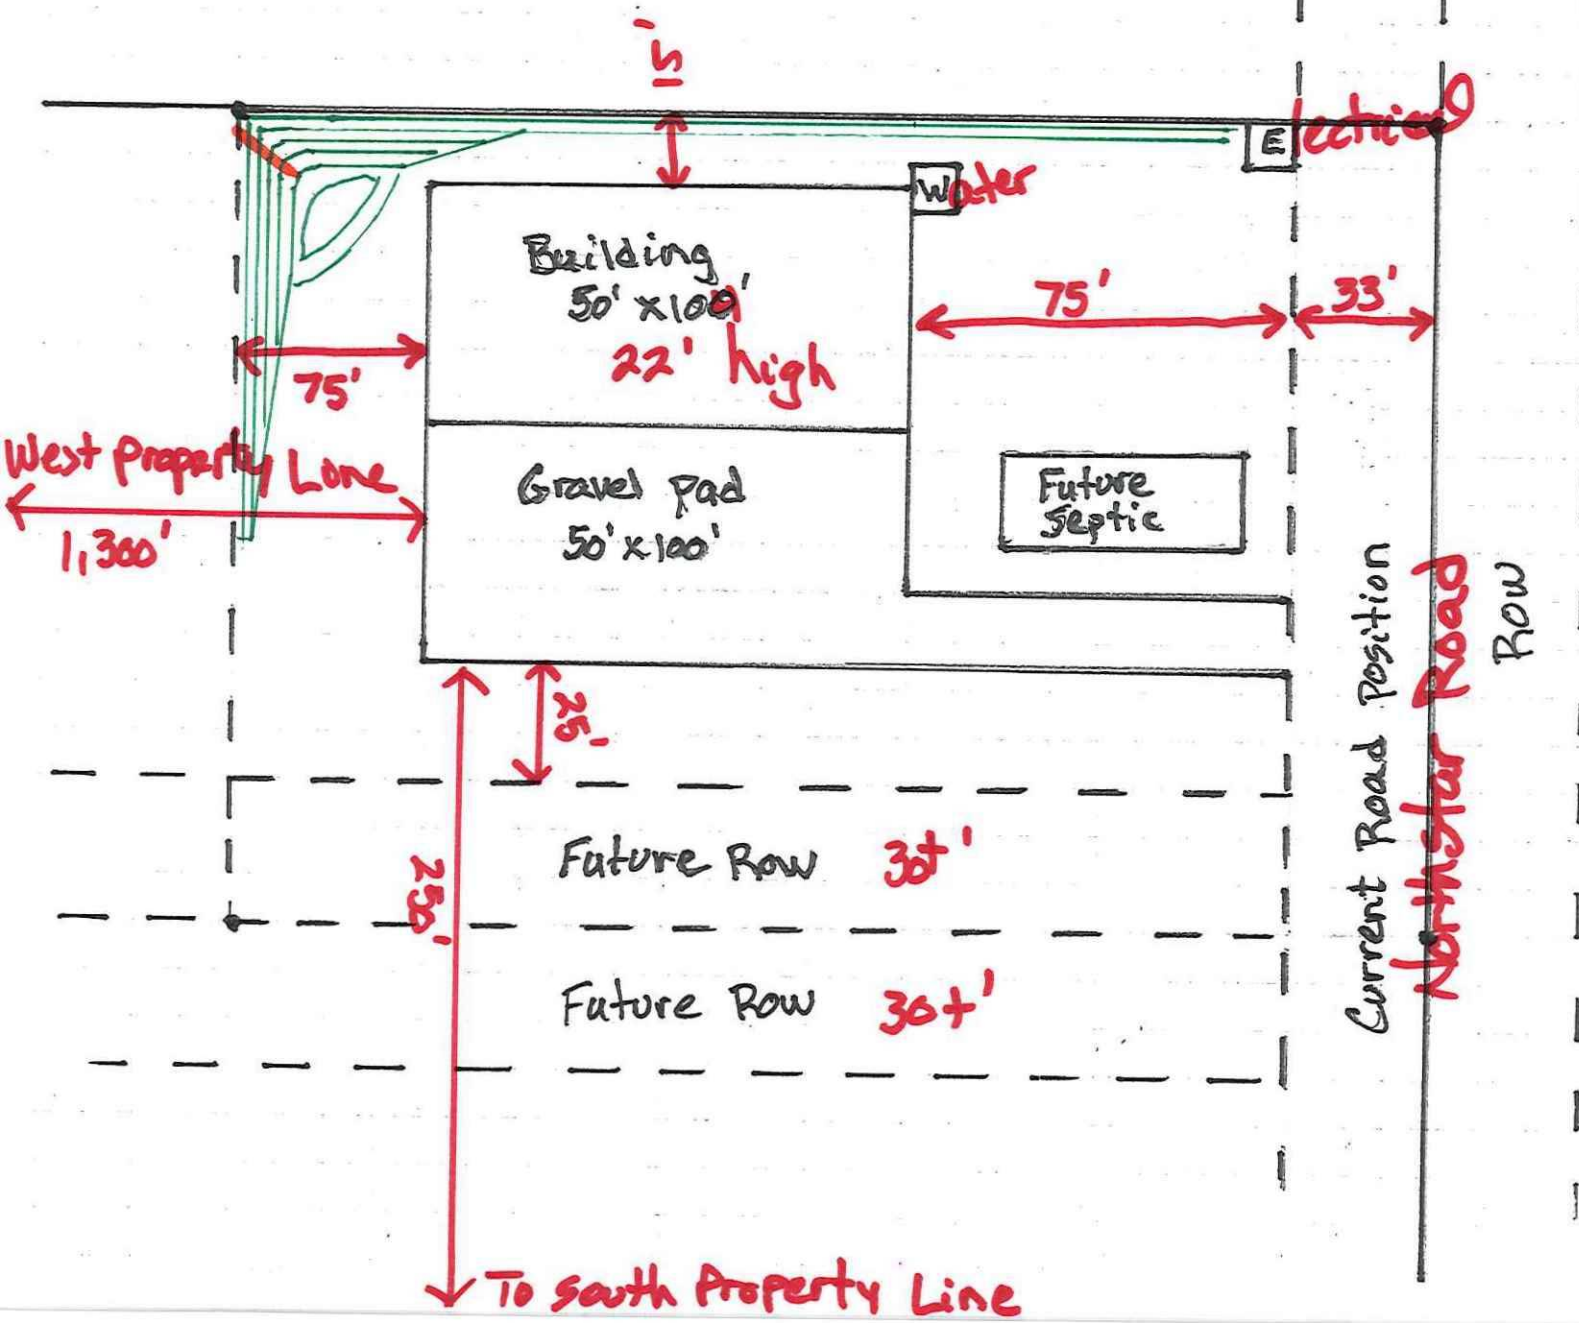 15'
Electrical
Water
Building
50' x 100'
22' high
75'
33'
75'
West Property Line
1,300'
Gravel Pad
50' x 100'
Future
Septic
25'
250'
Future Row 30+'
Future Row 30+'
Current Road Position
Northstar Road
Row
To South Property Line